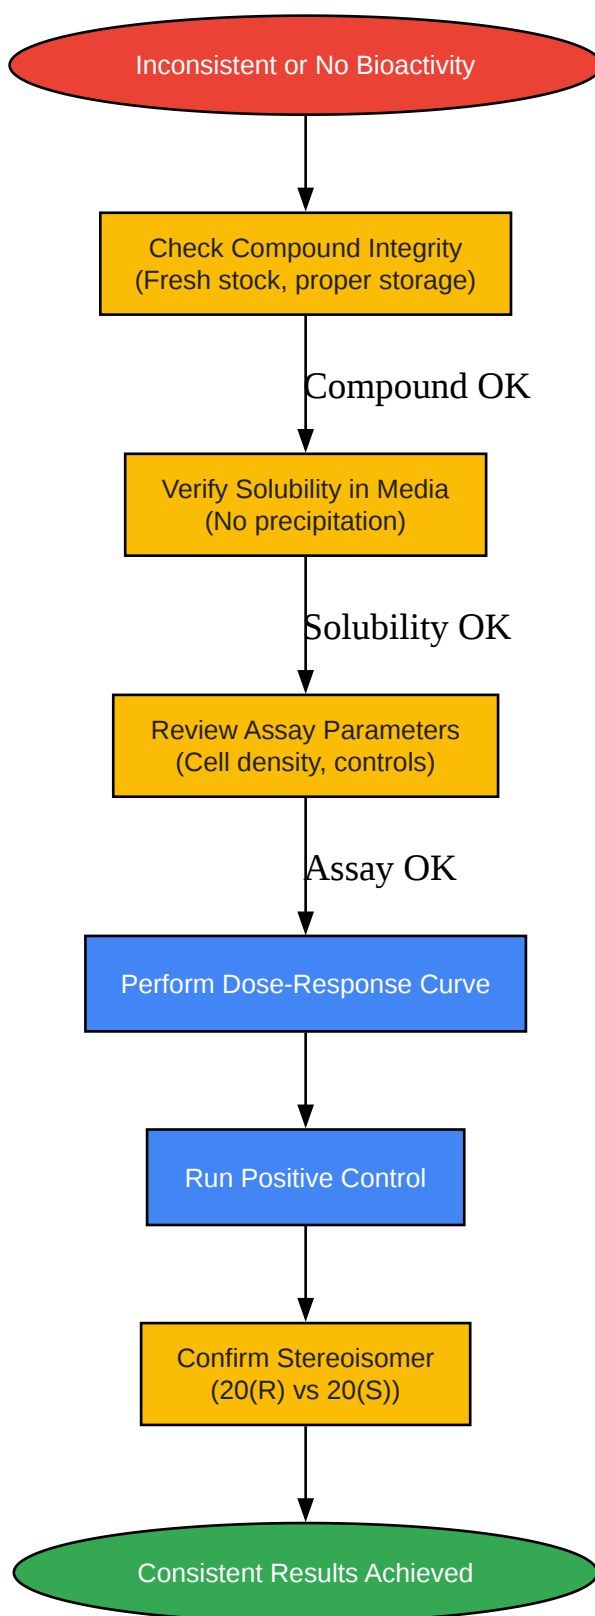 Inconsistent or No Bioactivity
Check Compound Integrity
(Fresh stock, proper storage)
Compound OK
Verify Solubility in Media
(No precipitation)
Solubility OK
Review Assay Parameters
(Cell density, controls)
Assay OK
Perform Dose-Response Curve
Run Positive Control
Confirm Stereoisomer
(20(R) vs 20(S))
Consistent Results Achieved